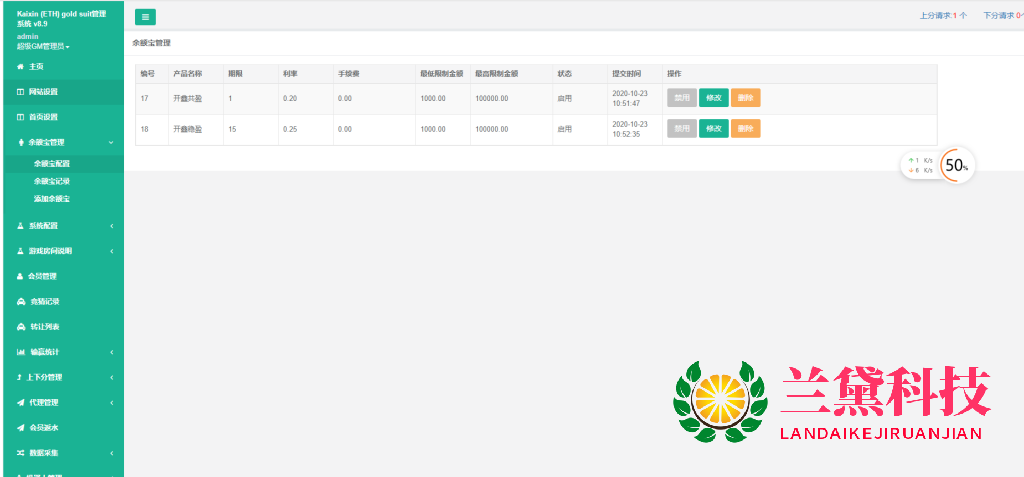 Kaixin (ETH) gold suit管理
系统 v8.9
admin
超级GM管理员
主页
网站设置
首页设置
余额宝管理
余额宝配置
余额宝记录
添加余额宝
系统配置
游戏房间说明
会员管理
竞猜记录
转让列表
输赢统计
上下分管理
代理管理
会员返水
数据采集
上分请求:1 个 下分请求 0
余额宝管理
编号 产品名称 期限 利率 手续费 最低限制金额 最高限制金额 状态 提交时间 操作
17 开鑫共盈 1 0.20 0.00 1000.00 100000.00 启用 2020-10-23 10:51:47 禁用 修改 删除
18 开鑫稳盈 15 0.25 0.00 1000.00 100000.00 启用 2020-10-23 10:52:35 禁用 修改 删除
1 K/s
6 K/s
50%
兰黛科技
LANDAIKEJIRUANJIAN